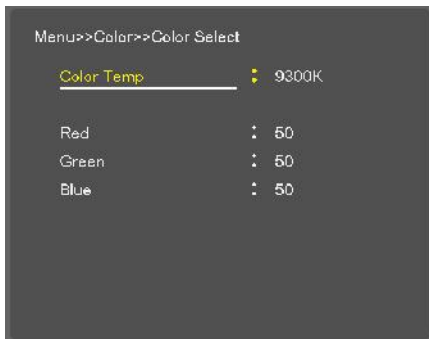 Menu>>Color>>Color Select
Color Temp : 9300K
Red : 50
Green : 50
Blue : 50